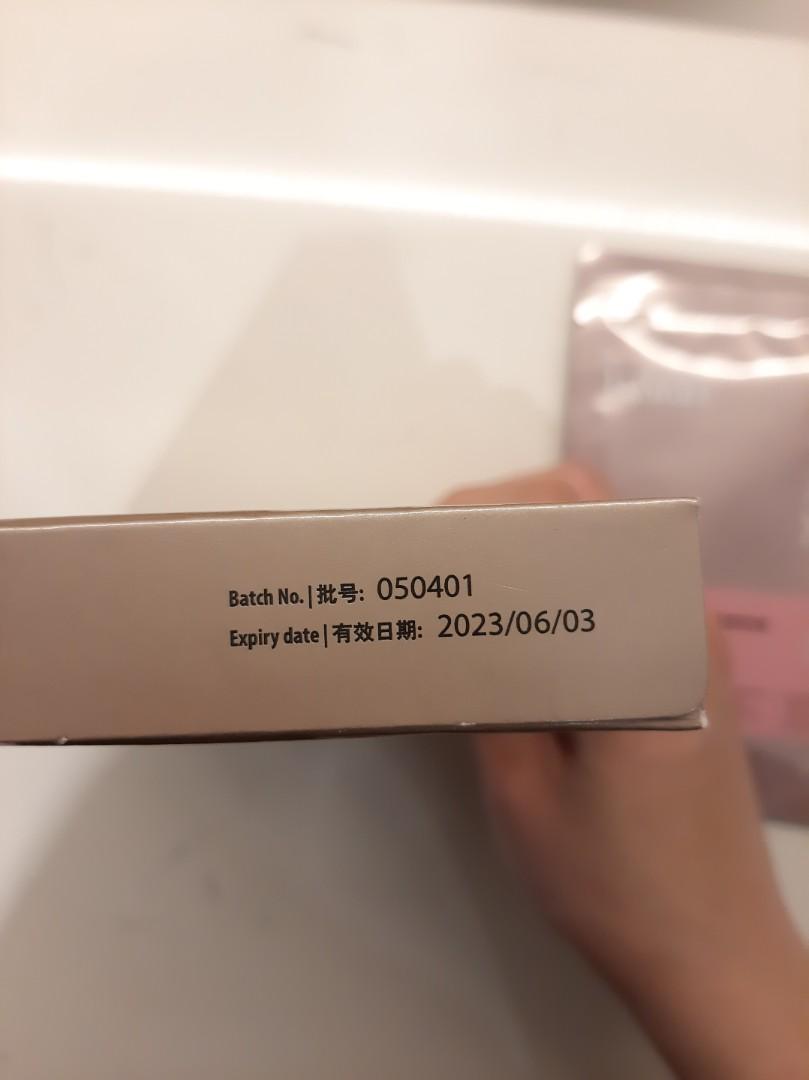 Batch No. | 批号: 050401
Expiry date | 有效日期: 2023/06/03